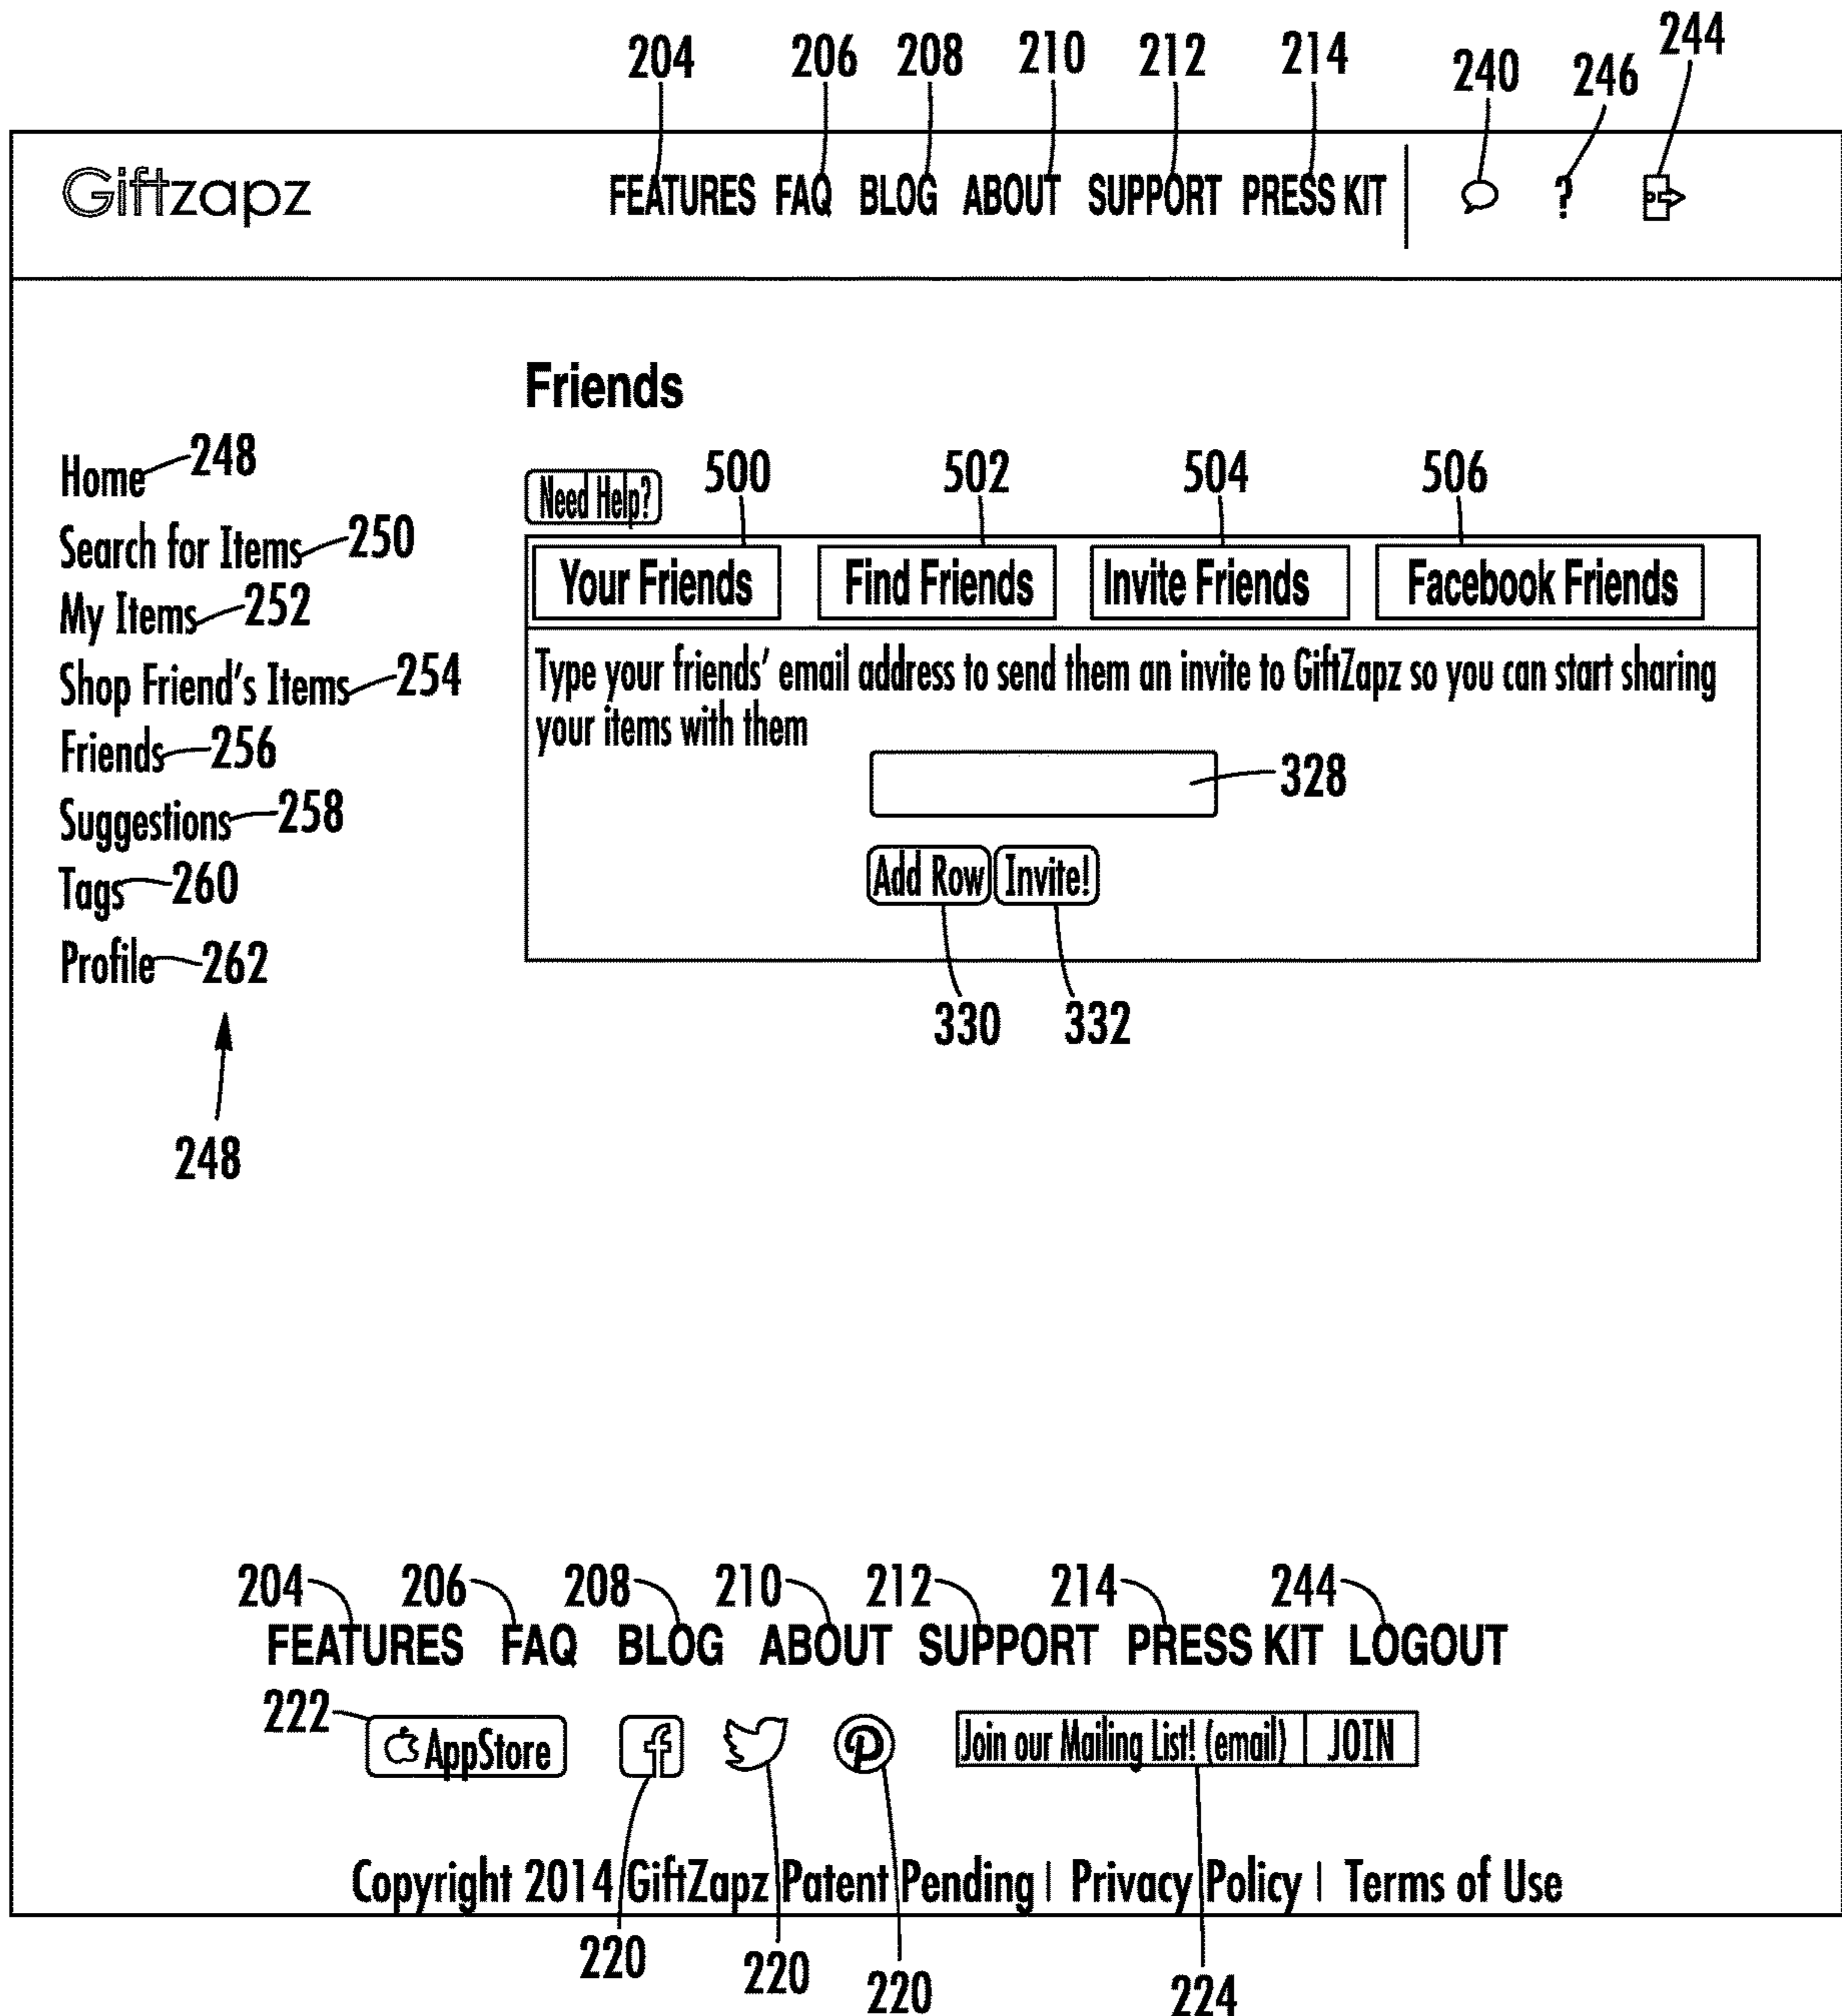 204 206 208 210 212 214 240 246 244
Giftzapz FEATURES FAQ BLOG ABOUT SUPPORT PRESS KIT ?
Friends
Home 248
Search for Items 250
My Items 252
Shop Friend's Items 254
Friends 256
Suggestions 258
Tags 260
Profile 262
248
Need Help?
500 502 504 506
Your Friends Find Friends Invite Friends Facebook Friends
Type your friends' email address to send them an invite to GiftZapz so you can start sharing
your items with them
328
Add Row Invite!
330 332
204 206 208 210 212 214 244
FEATURES FAQ BLOG ABOUT SUPPORT PRESS KIT LOGOUT
222
AppStore f P Join our Mailing List! (email) JOIN
Copyright 2014 GiftZapz Patent Pending | Privacy Policy | Terms of Use
220 220 220 224